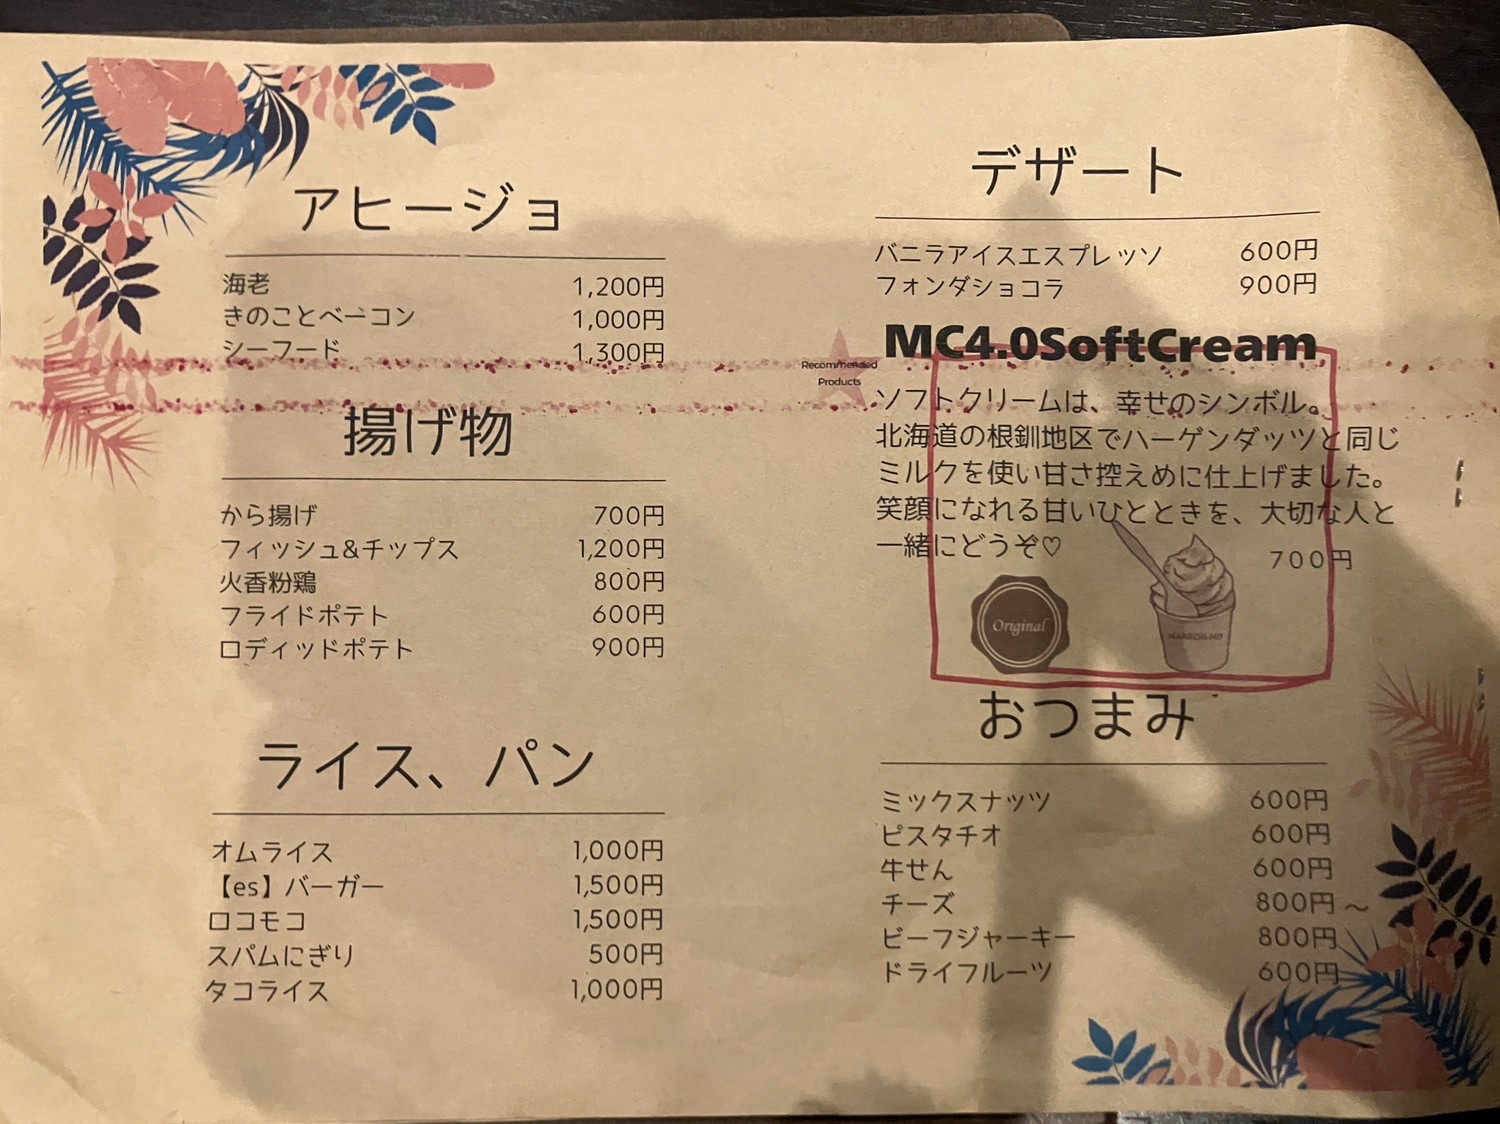 アヒージョ
海老 1,200円
きのことベーコン 1,000円
シーフード 1,300円
揚げ物
から揚げ 700円
フィッシュ&チップス 1,200円
火香粉鶏 800円
フライドポテト 600円
ロディッドポテト 900円
ライス、パン
オムライス 1,000円
【es】バーガー 1,500円
ロコモコ 1,500円
スパムにぎり 500円
タコライス 1,000円
デザート
バニラアイスエスプレッソ 600円
フォンダショコラ 900円
MC4.0SoftCream
Recommended
Products
ソフトクリームは、幸せのシンボル。
北海道の根釧地区でハーゲンダッツと同じ
ミルクを使い甘さ控えめに仕上げました。
笑顔になれる甘いひとときを、大切な人と
一緒にどうぞ♡
700円
Original
おつまみ
ミックスナッツ 600円
ピスタチオ 600円
牛せん 600円
チーズ 800円～
ビーフジャーキー 800円
ドライフルーツ 600円